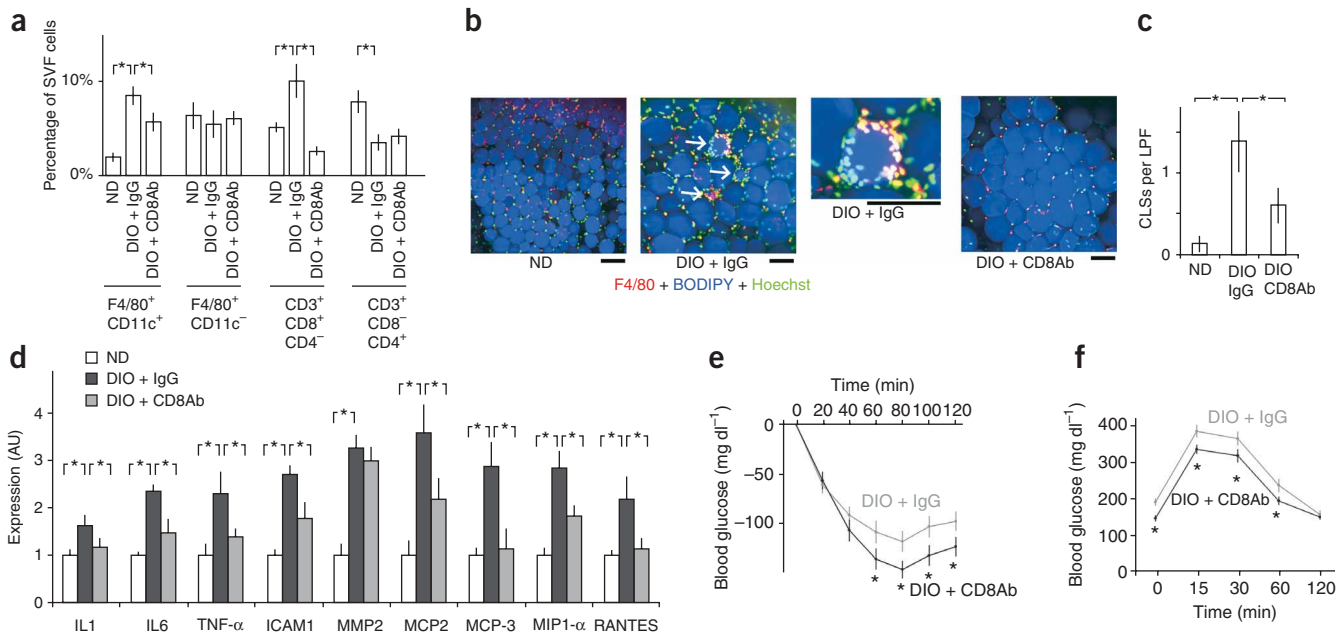 a
Percentage of SVF cells
10%
5%
0%
* * * * *
ND
DIO + IgG
DIO + CD8Ab
ND
DIO + IgG
DIO + CD8Ab
ND
DIO + IgG
DIO + CD8Ab
ND
DIO + IgG
DIO + CD8Ab
F4/80⁺
CD11c⁺
F4/80⁺
CD11c⁻
CD3⁺
CD8⁺
CD4⁻
CD3⁺
CD8⁻
CD4⁺
b
ND
DIO + IgG
DIO + IgG
DIO + CD8Ab
F4/80 + BODIPY + Hoechst
c
CLSs per LPF
1
0
* *
ND
DIO
IgG
DIO
CD8Ab
d
ND
DIO + IgG
DIO + CD8Ab
Expression (AU)
4
3
2
1
0
* * * * * * * * * * * * * * * * *
IL1 IL6 TNF-α ICAM1 MMP2 MCP2 MCP-3 MIP1-α RANTES
e
Time (min)
0 20 40 60 80 100 120
Blood glucose (mg dl⁻¹)
0
−50
−100
DIO + IgG
* * * *
DIO + CD8Ab
f
Blood glucose (mg dl⁻¹)
400
300
200
100
0
DIO + IgG
DIO + CD8Ab
* * * *
0 15 30 60 120
Time (min)